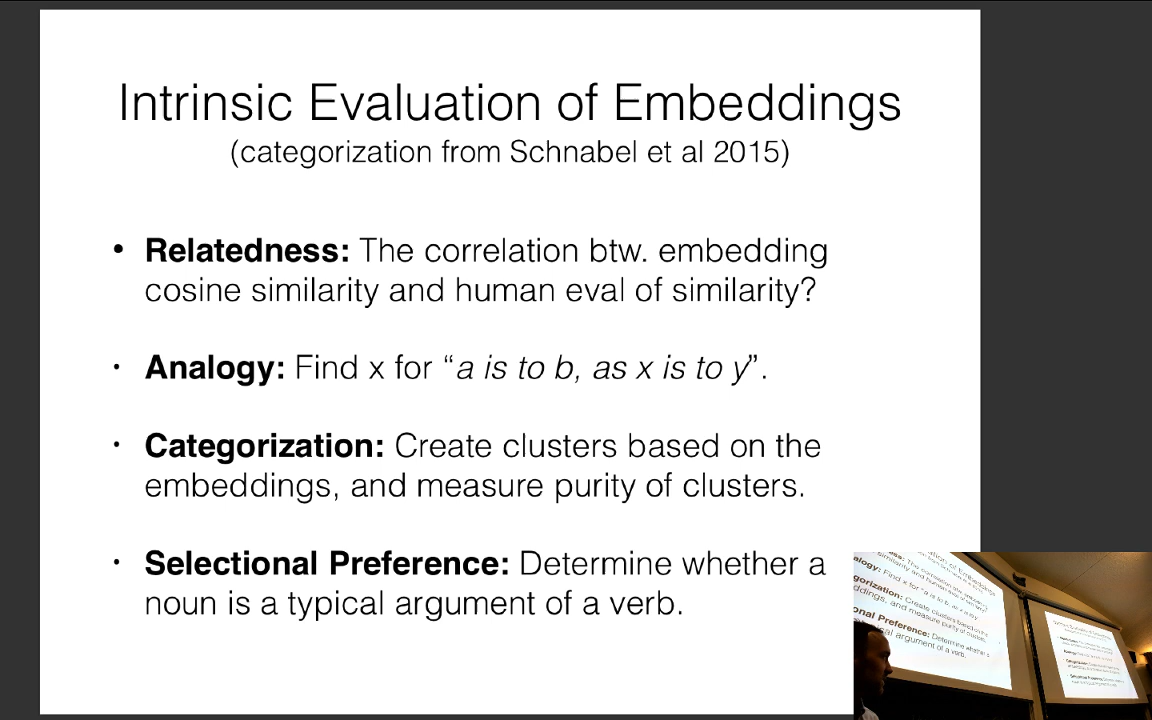 Intrinsic Evaluation of Embeddings
(categorization from Schnabel et al 2015)
• Relatedness: The correlation btw. embedding
cosine similarity and human eval of similarity?
• Analogy: Find x for “a is to b, as x is to y”.
• Categorization: Create clusters based on the
embeddings, and measure purity of clusters.
• Selectional Preference: Determine whether a
noun is a typical argument of a verb.